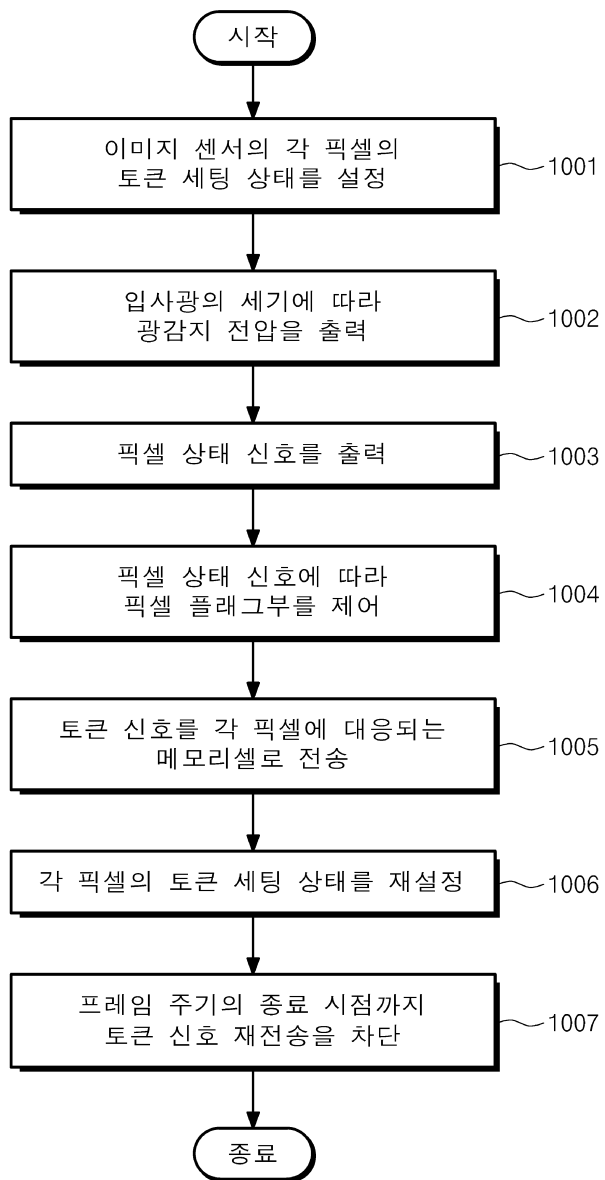 시작
이미지 센서의 각 픽셀의
토큰 세팅 상태를 설정
1001
입사광의 세기에 따라
광감지 전압을 출력
1002
픽셀 상태 신호를 출력
1003
픽셀 상태 신호에 따라
픽셀 플래그부를 제어
1004
토큰 신호를 각 픽셀에 대응되는
메모리셀로 전송
1005
각 픽셀의 토큰 세팅 상태를 재설정
1006
프레임 주기의 종료 시점까지
토큰 신호 재전송을 차단
1007
종료